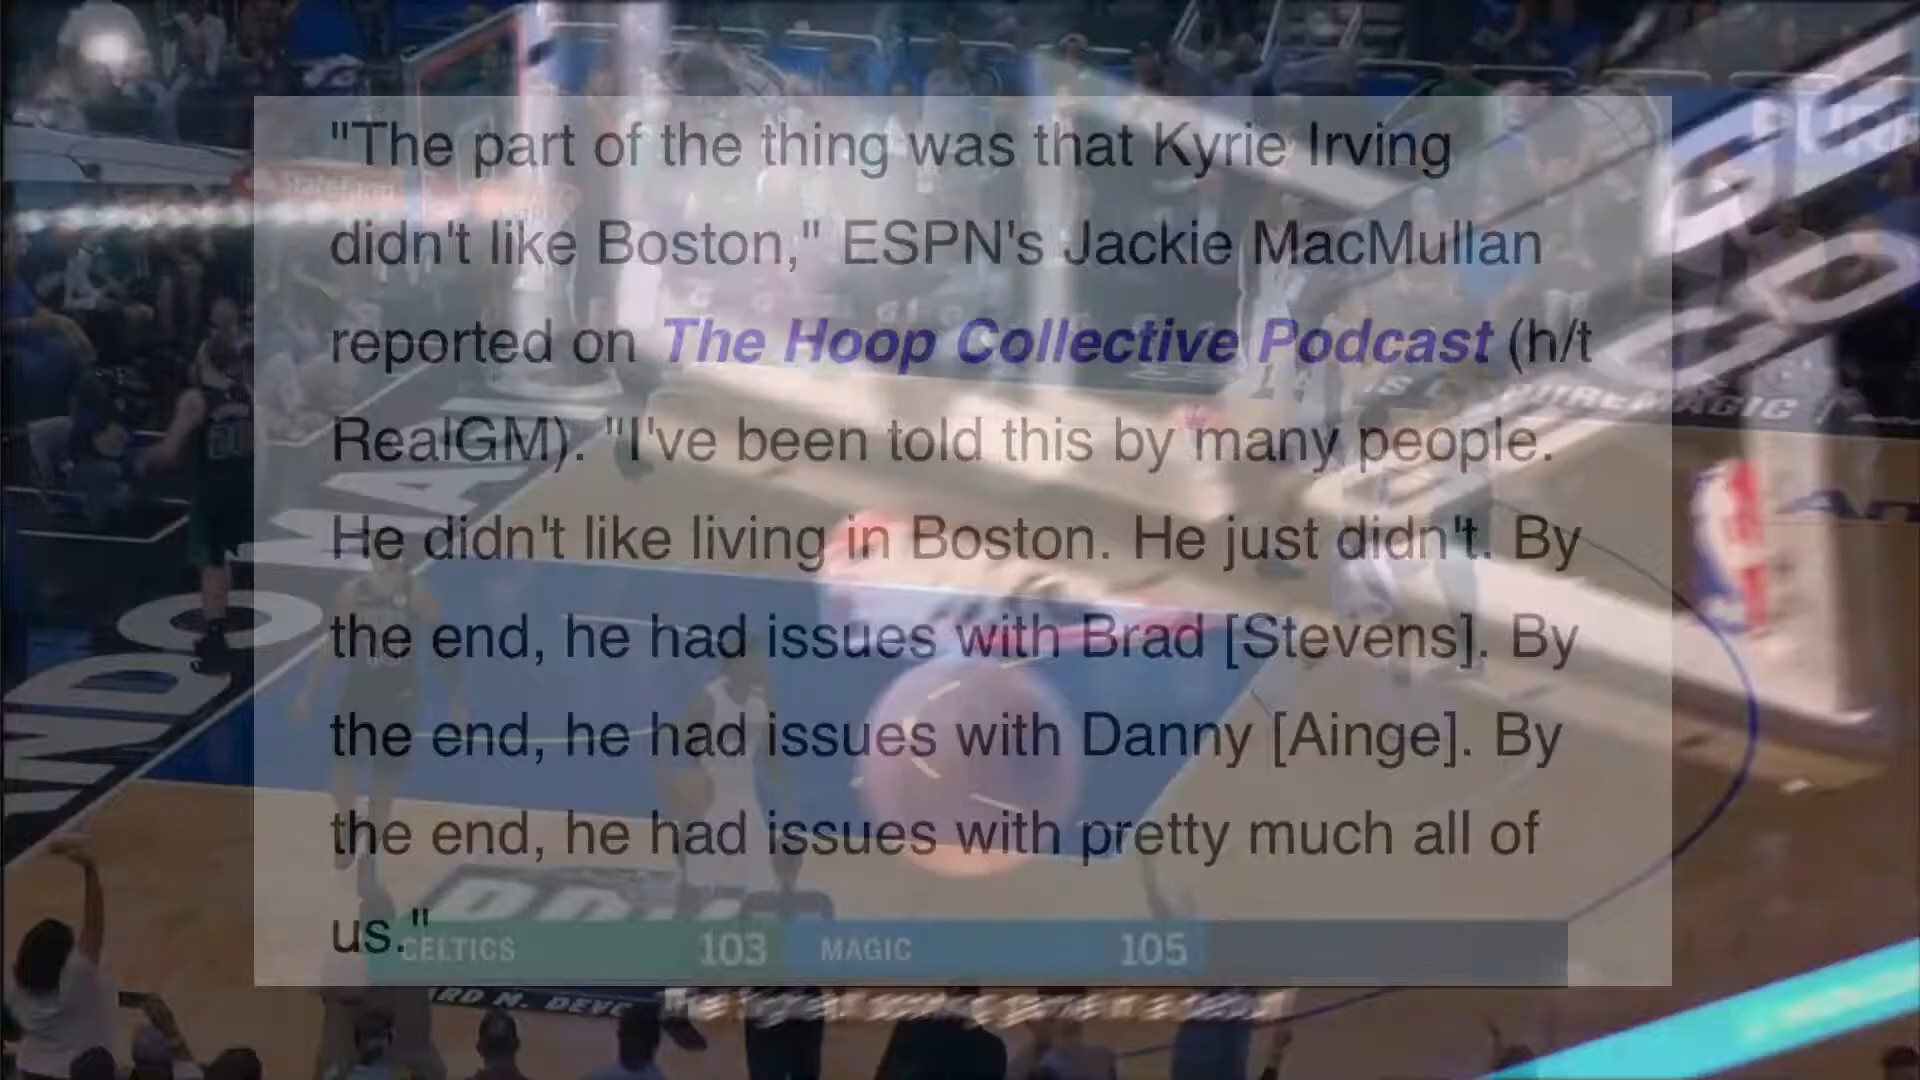 "The part of the thing was that Kyrie Irving
didn't like Boston," ESPN's Jackie MacMullan
reported on The Hoop Collective Podcast (h/t
RealGM). "I've been told this by many people.
He didn't like living in Boston. He just didn't. By
the end, he had issues with Brad [Stevens]. By
the end, he had issues with Danny [Ainge]. By
the end, he had issues with pretty much all of
us."
CELTICS 103 MAGIC 105
GE
PUREMAGIC